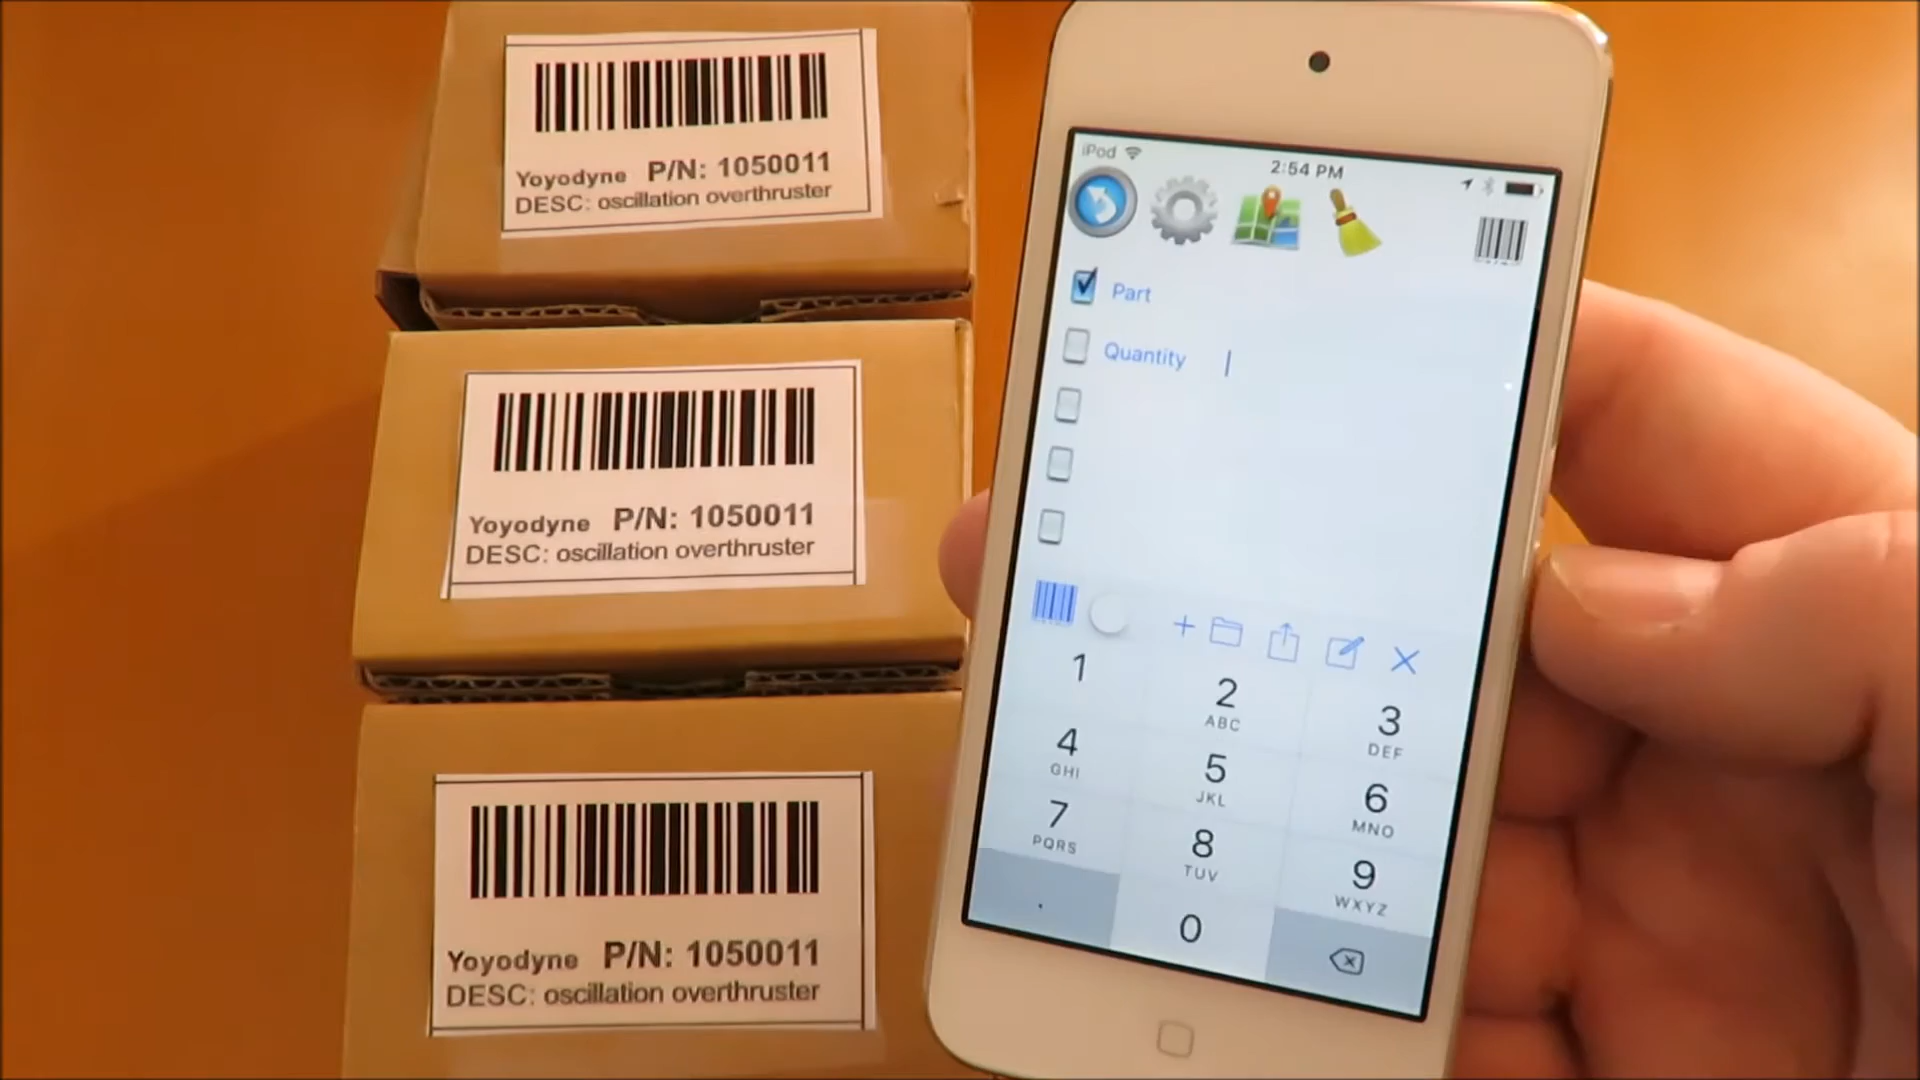 Yoyodyne P/N: 1050011
DESC: oscillation overthruster
Yoyodyne P/N: 1050011
DESC: oscillation overthruster
Yoyodyne P/N: 1050011
DESC: oscillation overthruster
iPod 2:54 PM
Part
Quantity
1 2 3
ABC DEF
4 5 6
GHI JKL MNO
7 8 9
PQRS TUV WXYZ
. 0